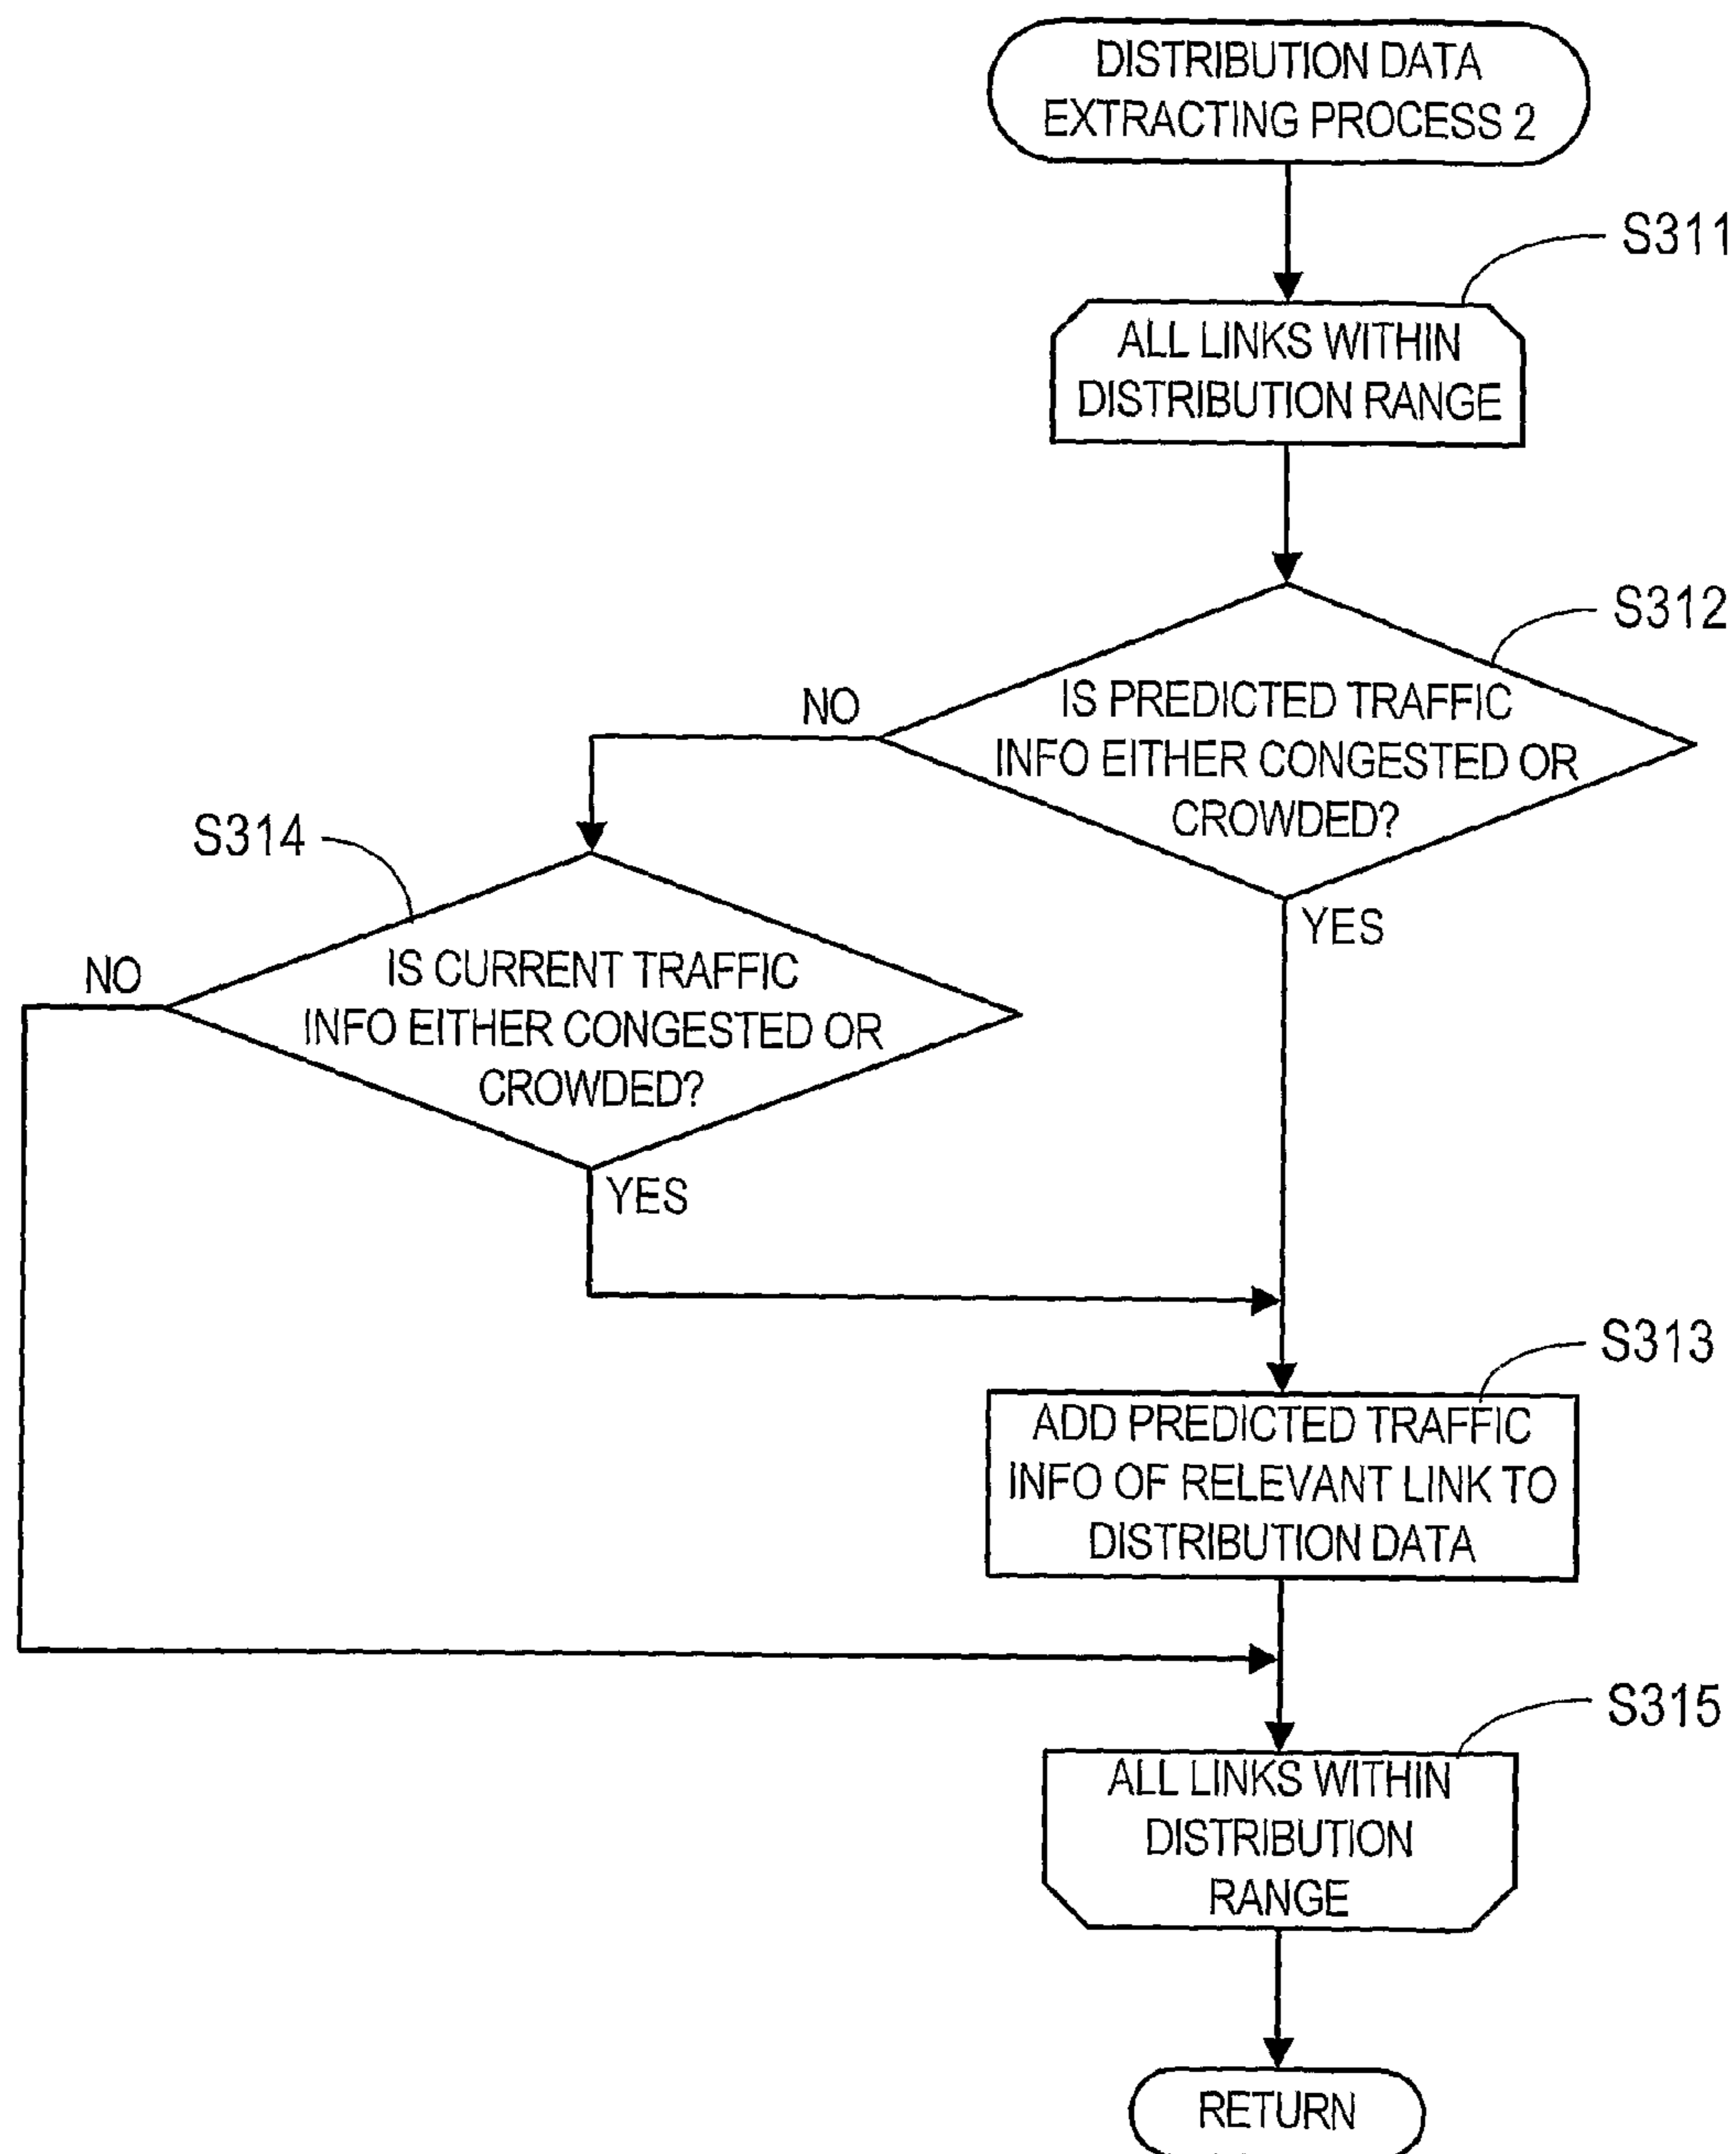 DISTRIBUTION DATA
EXTRACTING PROCESS 2
S311
ALL LINKS WITHIN
DISTRIBUTION RANGE
S312
IS PREDICTED TRAFFIC
INFO EITHER CONGESTED OR
CROWDED?
NO
YES
S314
IS CURRENT TRAFFIC
INFO EITHER CONGESTED OR
CROWDED?
NO
YES
S313
ADD PREDICTED TRAFFIC
INFO OF RELEVANT LINK TO
DISTRIBUTION DATA
S315
ALL LINKS WITHIN
DISTRIBUTION
RANGE
RETURN